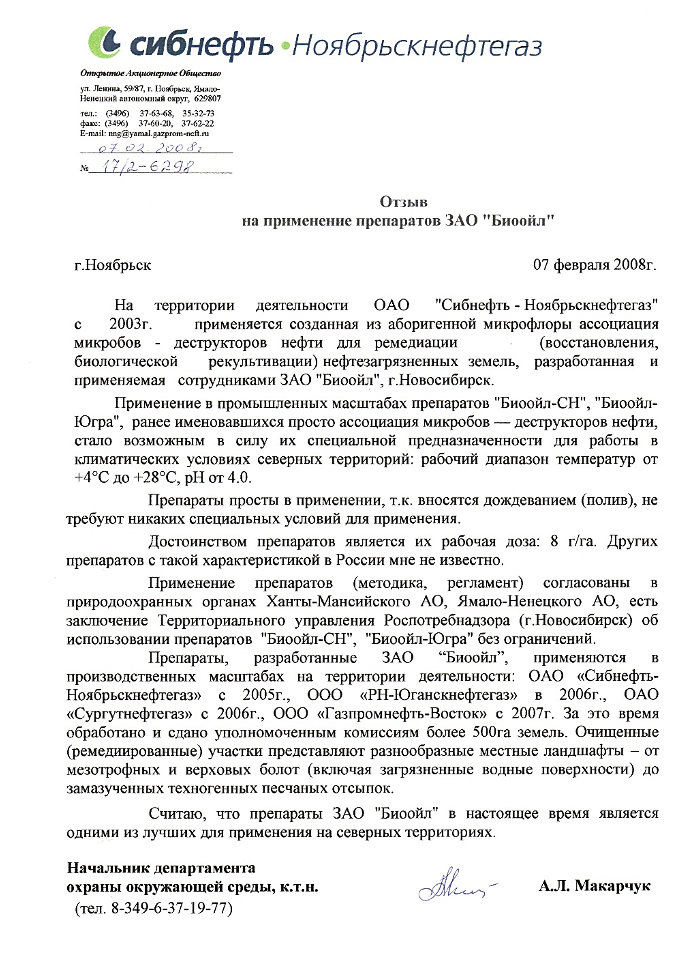 сибнефть • Ноябрьскнефтегаз
Открытое Акционерное Общество
ул. Ленина, 59/87, г. Ноябрьск, Ямало-
Ненецкий автономный округ, 629807
тел.: (3496) 37-63-68, 35-32-73
факс: (3496) 37-60-20, 37-62-22
E-mail: nng@yamal.gazprom-neft.ru
07.02.2008г
№ 17/2-6298
Отзыв
на применение препаратов ЗАО "Биоойл"
г.Ноябрьск 07 февраля 2008г.
На территории деятельности ОАО "Сибнефть - Ноябрьскнефтегаз"
с 2003г. применяется созданная из аборигенной микрофлоры ассоциация
микробов - деструкторов нефти для ремедиации (восстановления,
биологической рекультивации) нефтезагрязненных земель, разработанная и
применяемая сотрудниками ЗАО "Биоойл", г.Новосибирск.
Применение в промышленных масштабах препаратов "Биоойл-СН", "Биоойл-
Югра", ранее именовавшихся просто ассоциация микробов — деструкторов нефти,
стало возможным в силу их специальной предназначенности для работы в
климатических условиях северных территорий: рабочий диапазон температур от
+4°С до +28°С, рН от 4.0.
Препараты просты в применении, т.к. вносятся дождеванием (полив), не
требуют никаких специальных условий для применения.
Достоинством препаратов является их рабочая доза: 8 г/га. Других
препаратов с такой характеристикой в России мне не известно.
Применение препаратов (методика, регламент) согласованы в
природоохранных органах Ханты-Мансийского АО, Ямало-Ненецкого АО, есть
заключение Территориального управления Роспотребнадзора (г.Новосибирск) об
использовании препаратов "Биоойл-СН", "Биоойл-Югра" без ограничений.
Препараты, разработанные ЗАО “Биоойл”, применяются в
производственных масштабах на территории деятельности: ОАО «Сибнефть-
Ноябрьскнефтегаз» с 2005г., ООО «РН-Юганскнефтегаз» в 2006г., ОАО
«Сургутнефтегаз» с 2006г., ООО «Газпромнефть-Восток» с 2007г. За это время
обработано и сдано уполномоченным комиссиям более 500га земель. Очищенные
(ремедиированные) участки представляют разнообразные местные ландшафты – от
мезотрофных и верховых болот (включая загрязненные водные поверхности) до
замазученных техногенных песчаных отсыпок.
Считаю, что препараты ЗАО "Биоойл" в настоящее время является
одними из лучших для применения на северных территориях.
Начальник департамента
охраны окружающей среды, к.т.н. А.Л. Макарчук
(тел. 8-349-6-37-19-77)